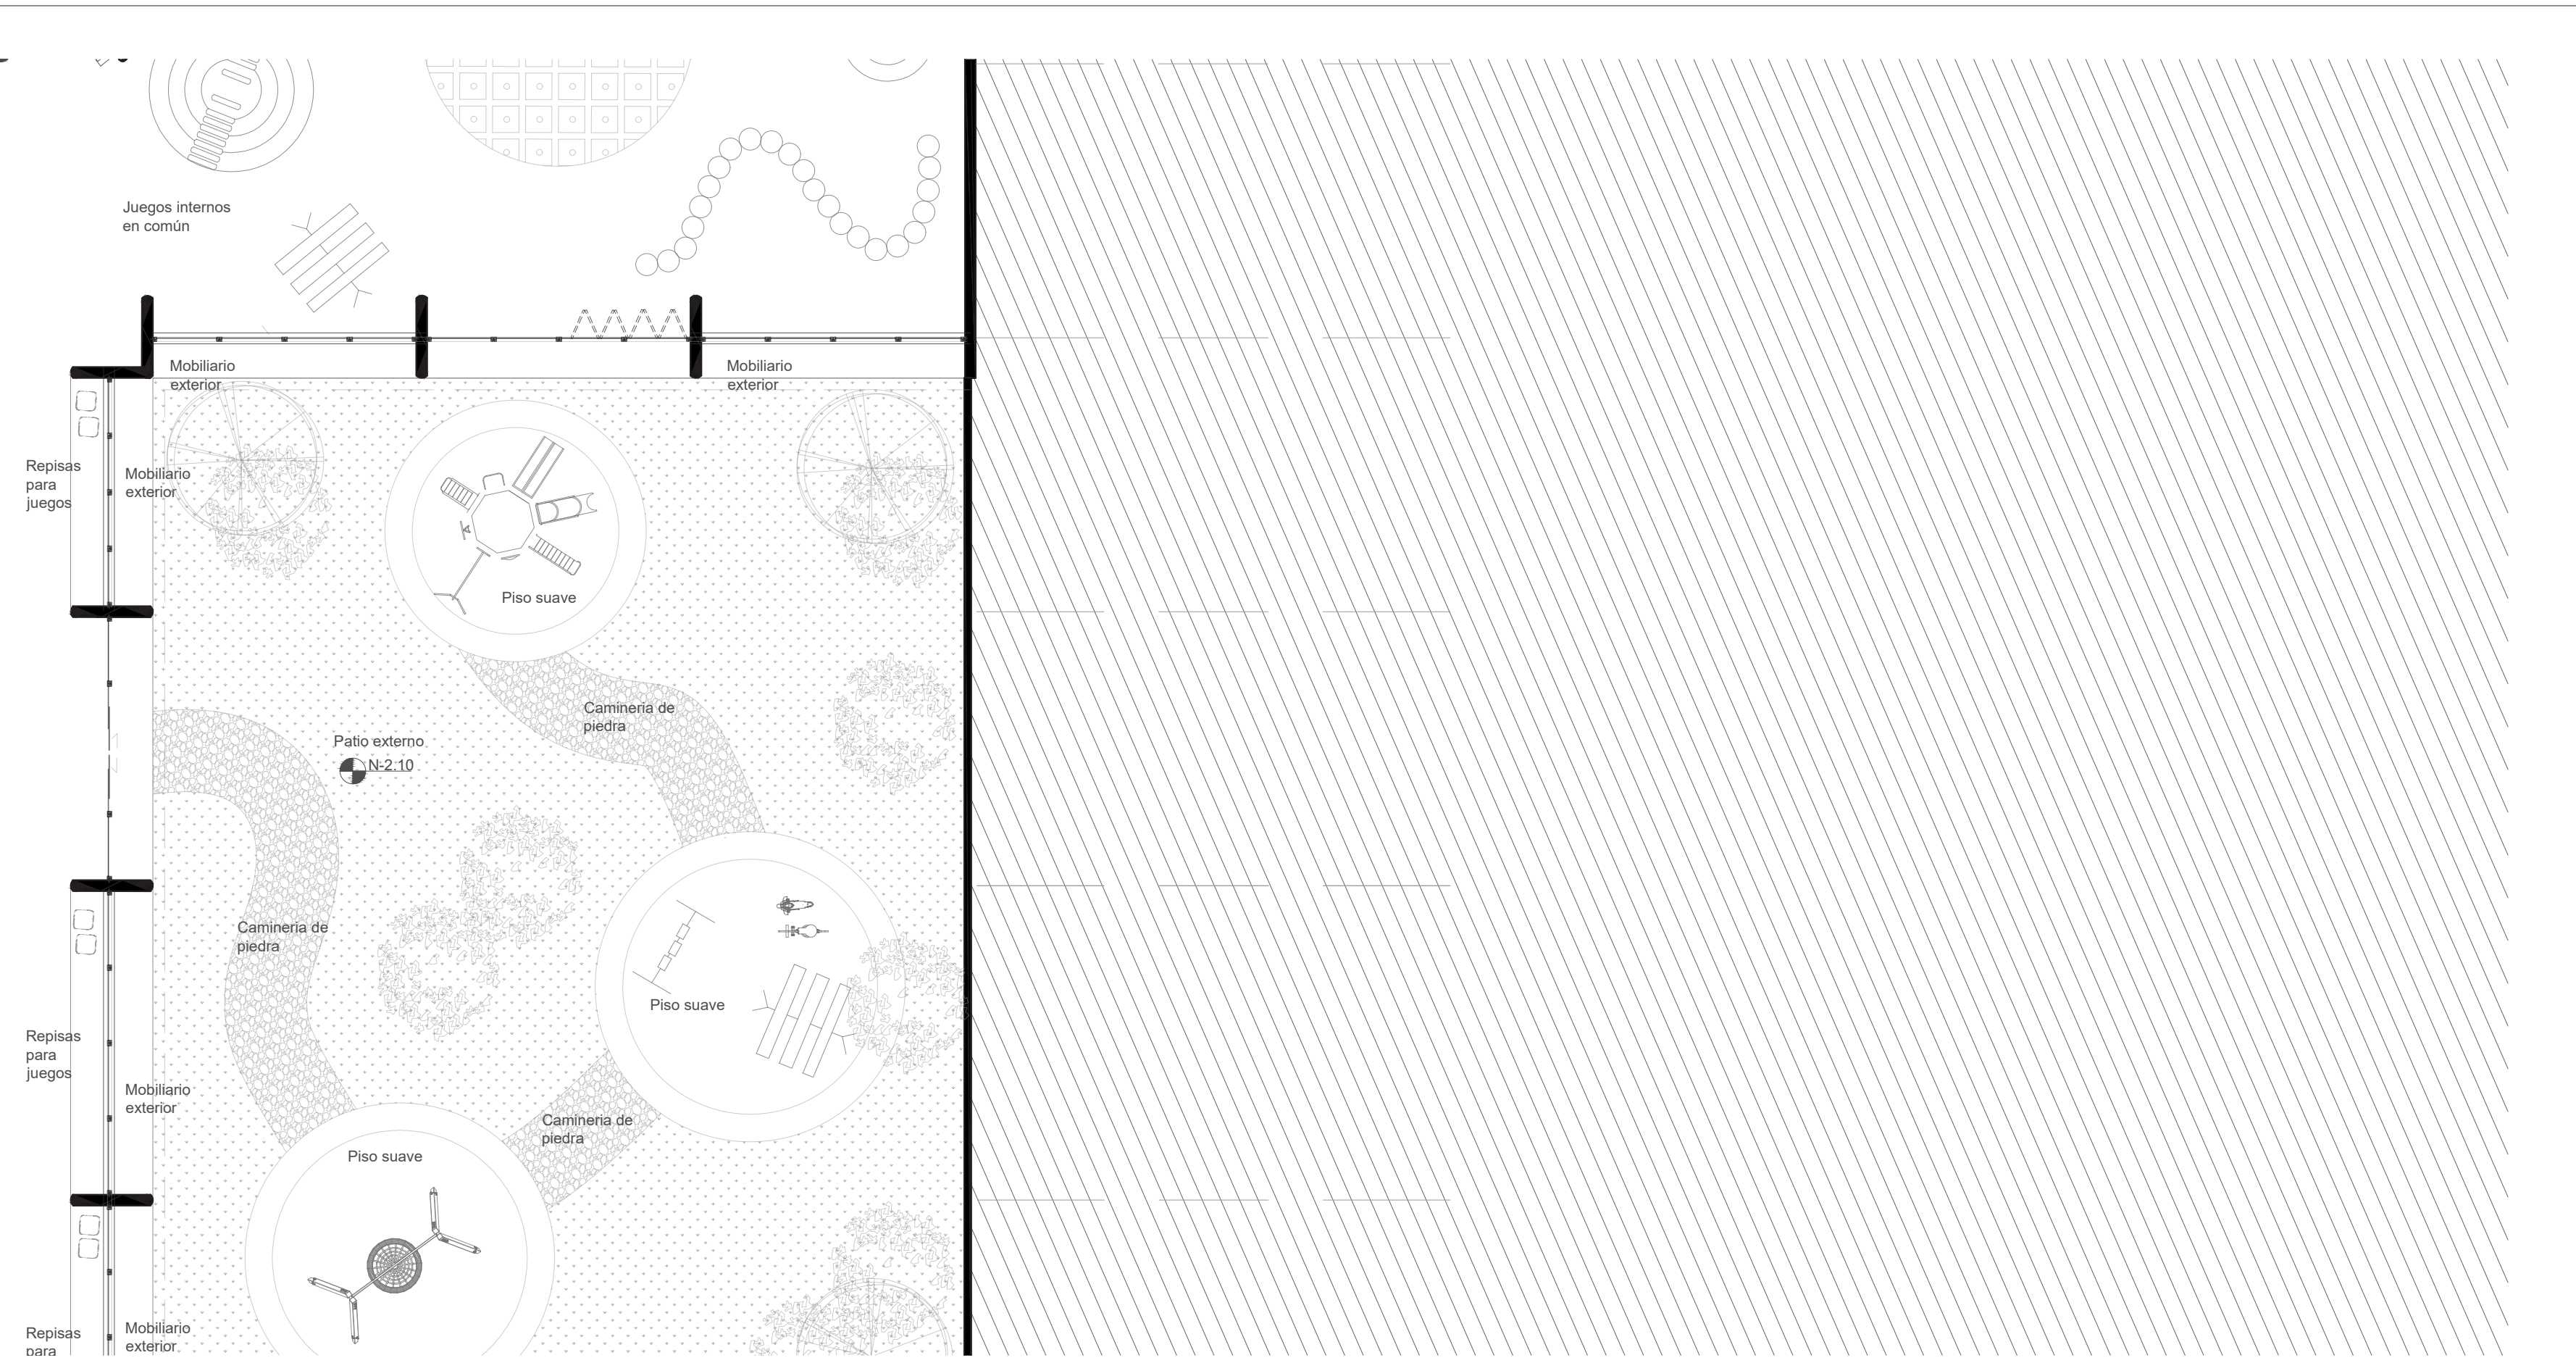 Juegos internos
en común
Mobiliario
exterior
Mobiliario
exterior
Repisas
para
juegos
Mobiliario
exterior
Piso suave
Camineria de
piedra
Patio externo
N-2.10
Camineria de
piedra
Piso suave
Repisas
para
juegos
Mobiliario
exterior
Camineria de
piedra
Piso suave
Repisas
para
Mobiliario
exterior